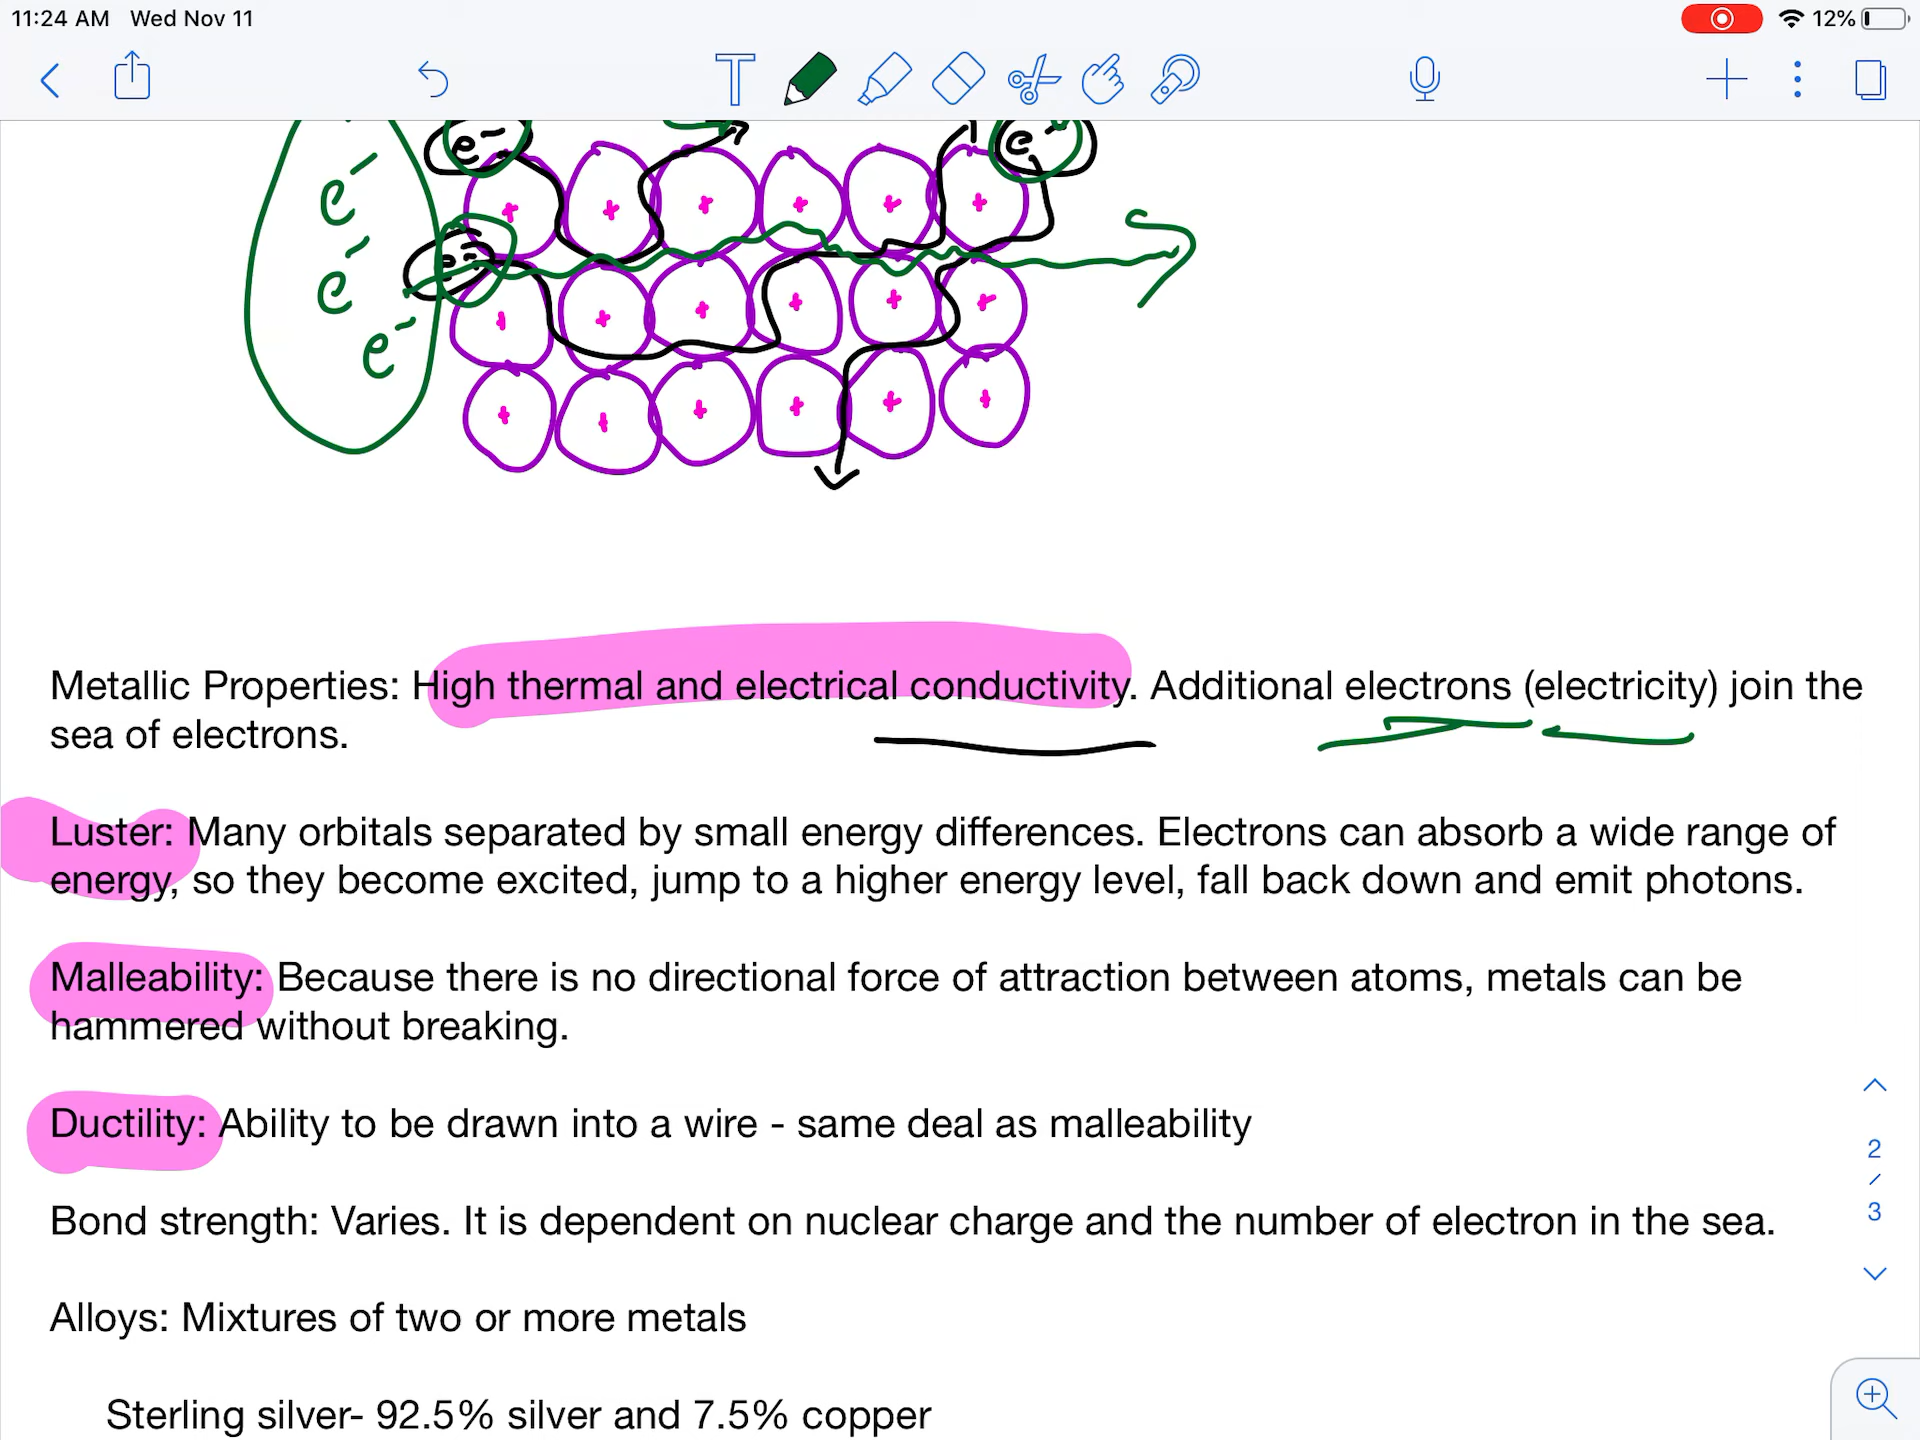 11:24 AM Wed Nov 11
12%
T
e- e-
e-
e- + + + + + +
e + + + + + +
e-
+ + + + + +
Metallic Properties: High thermal and electrical conductivity. Additional electrons (electricity) join the
sea of electrons.
Luster: Many orbitals separated by small energy differences. Electrons can absorb a wide range of
energy, so they become excited, jump to a higher energy level, fall back down and emit photons.
Malleability: Because there is no directional force of attraction between atoms, metals can be
hammered without breaking.
Ductility: Ability to be drawn into a wire - same deal as malleability
2
/
3
Bond strength: Varies. It is dependent on nuclear charge and the number of electron in the sea.
Alloys: Mixtures of two or more metals
Sterling silver- 92.5% silver and 7.5% copper